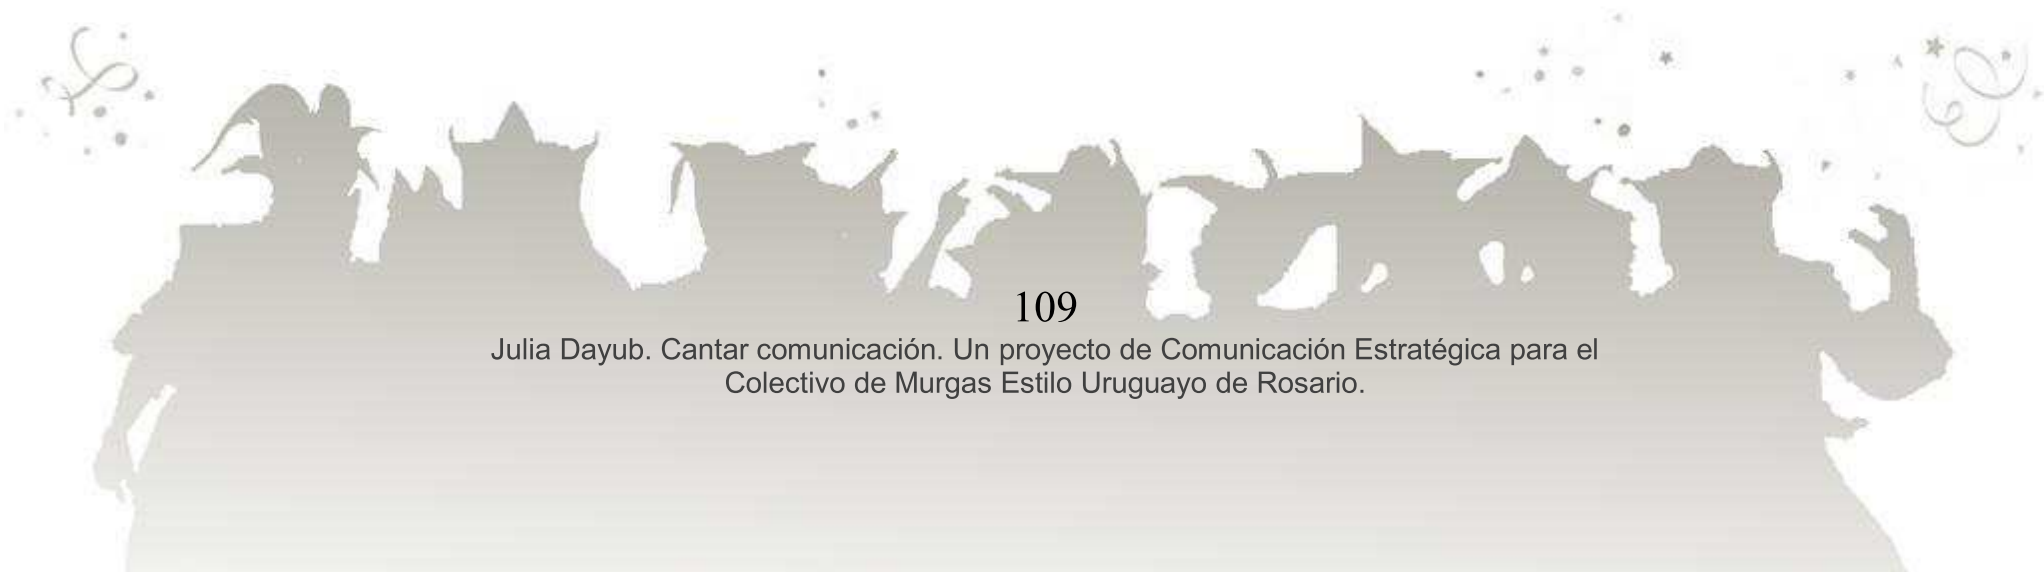 109
Julia Dayub. Cantar comunicación. Un proyecto de Comunicación Estratégica para el
Colectivo de Murgas Estilo Uruguayo de Rosario.